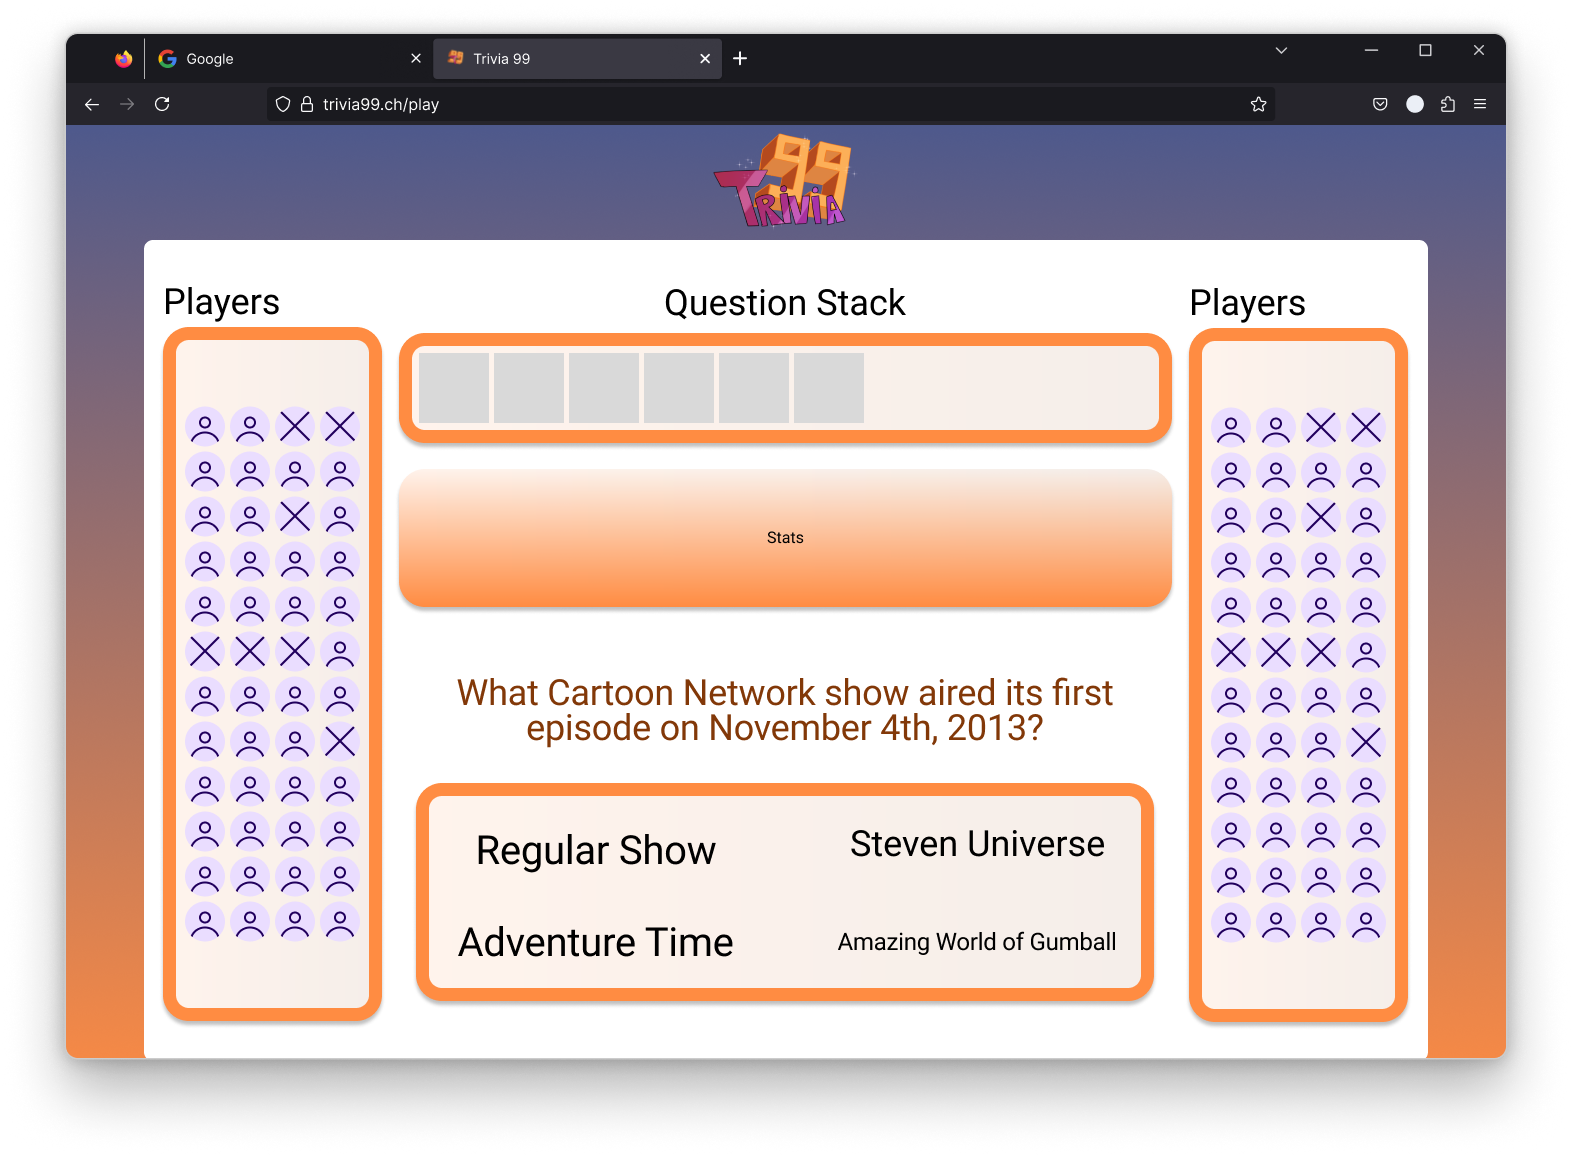 Google
Trivia 99
trivia99.ch/play
99
TRIVIA
Players
Question Stack
Players
Stats
What Cartoon Network show aired its first
episode on November 4th, 2013?
Regular Show
Steven Universe
Adventure Time
Amazing World of Gumball